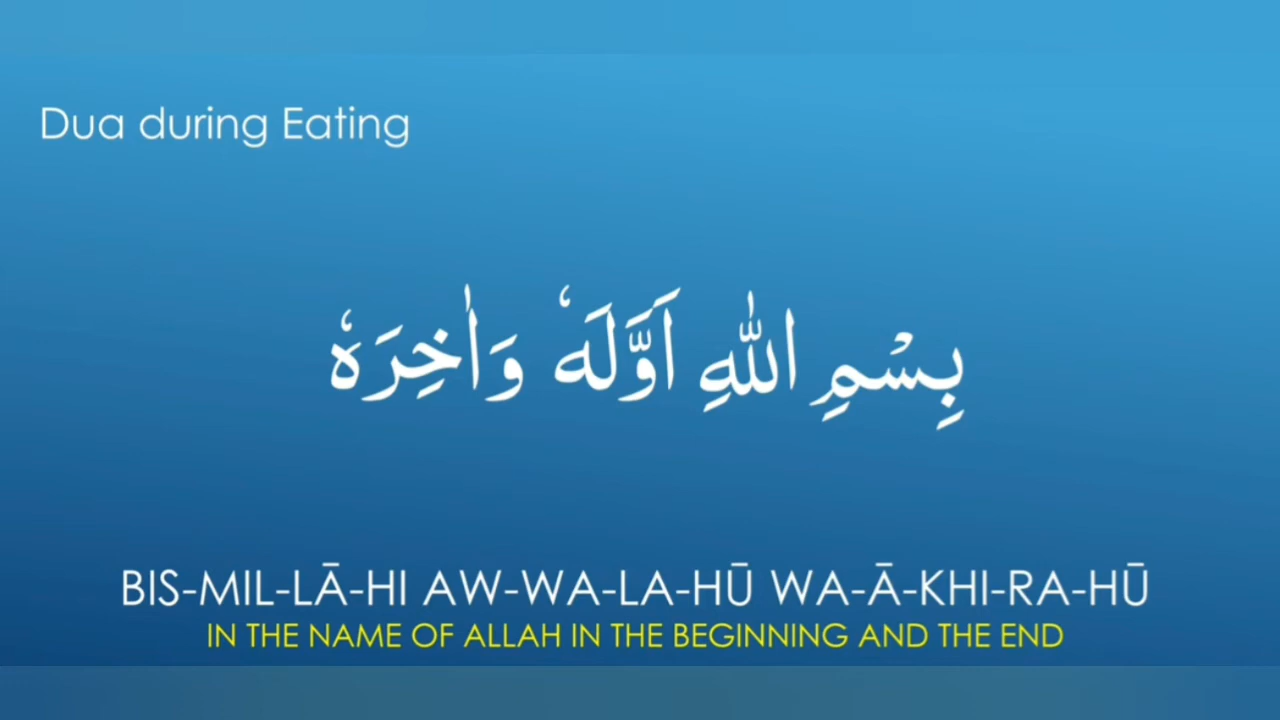 Dua during Eating
بِسْمِ اللّٰهِ اَوَّلَهٗ وَاٰخِرَهٗ
BIS-MIL-LĀ-HI AW-WA-LA-HŪ WA-Ā-KHI-RA-HŪ
IN THE NAME OF ALLAH IN THE BEGINNING AND THE END